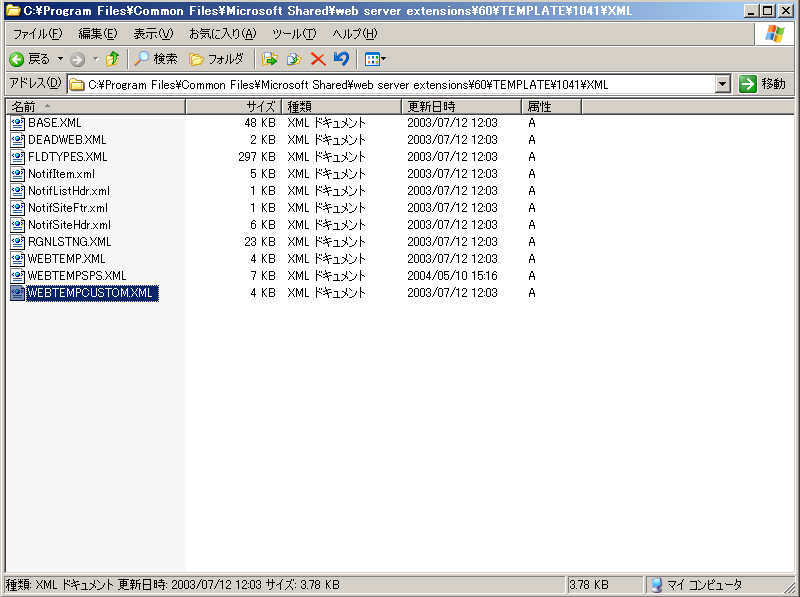 C:¥Program Files¥Common Files¥Microsoft Shared¥web server extensions¥60¥TEMPLATE¥1041¥XML
ファイル(F) 編集(E) 表示(V) お気に入り(A) ツール(T) ヘルプ(H)
戻る 検索 フォルダ
アドレス(D) C:¥Program Files¥Common Files¥Microsoft Shared¥web server extensions¥60¥TEMPLATE¥1041¥XML 移動
名前 サイズ 種類 更新日時 属性
BASE.XML 48 KB XML ドキュメント 2003/07/12 12:03 A
DEADWEB.XML 2 KB XML ドキュメント 2003/07/12 12:03 A
FLDTYPES.XML 297 KB XML ドキュメント 2003/07/12 12:03 A
NotifItem.xml 5 KB XML ドキュメント 2003/07/12 12:03 A
NotifListHdr.xml 1 KB XML ドキュメント 2003/07/12 12:03 A
NotifSiteFtr.xml 1 KB XML ドキュメント 2003/07/12 12:03 A
NotifSiteHdr.xml 6 KB XML ドキュメント 2003/07/12 12:03 A
RGNLSTNG.XML 23 KB XML ドキュメント 2003/07/12 12:03 A
WEBTEMP.XML 4 KB XML ドキュメント 2003/07/12 12:03 A
WEBTEMPSPS.XML 7 KB XML ドキュメント 2004/05/10 15:16 A
WEBTEMPCUSTOM.XML 4 KB XML ドキュメント 2003/07/12 12:03 A
種類: XML ドキュメント 更新日時: 2003/07/12 12:03 サイズ: 3.78 KB 3.78 KB マイ コンピュータ